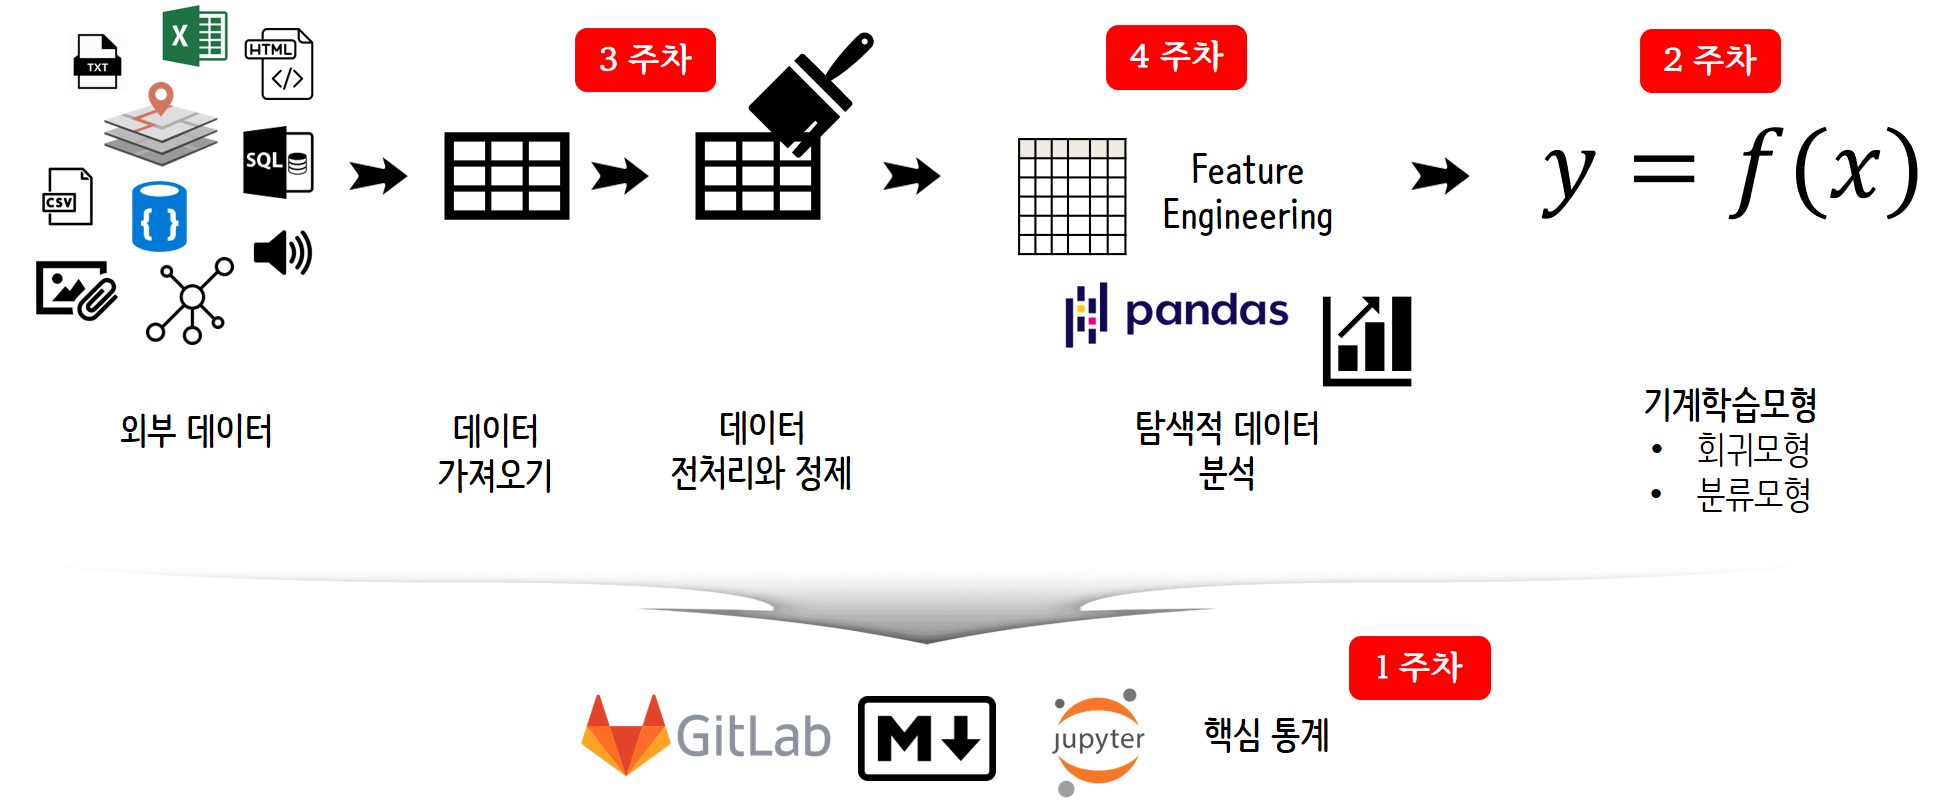 TXT
X
HTML
</>
SQL
CSV
{ }
3 주차
4 주차
2 주차
Feature
Engineering
y = f(x)
pandas
외부 데이터
데이터
가져오기
데이터
전처리와 정제
탐색적 데이터
분석
기계학습모형
• 회귀모형
• 분류모형
1 주차
GitLab
M
jupyter
핵심 통계